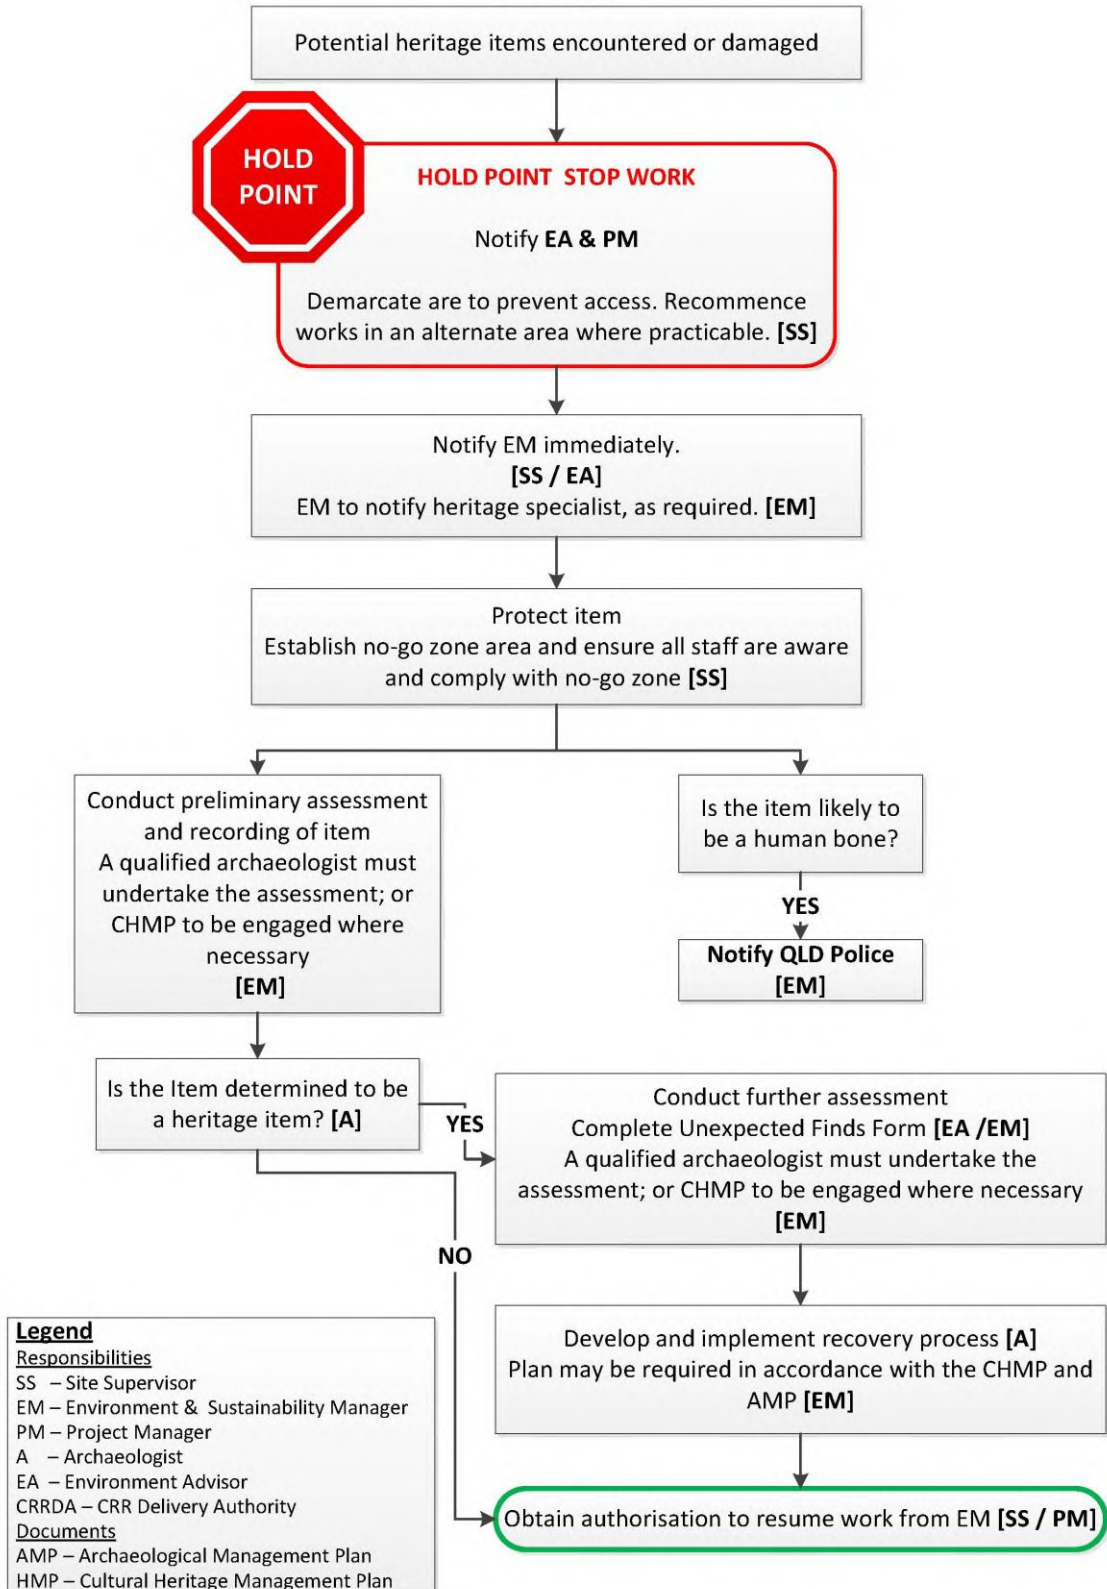 Potential heritage items encountered or damaged
HOLD
POINT
HOLD POINT  STOP WORK
Notify EA & PM
Demarcate are to prevent access. Recommence
works in an alternate area where practicable. [SS]
Notify EM immediately.
[SS / EA]
EM to notify heritage specialist, as required. [EM]
Protect item
Establish no-go zone area and ensure all staff are aware
and comply with no-go zone [SS]
Conduct preliminary assessment
and recording of item
A qualified archaeologist must
undertake the assessment; or
CHMP to be engaged where
necessary
[EM]
Is the item likely to
be a human bone?
YES
Notify QLD Police
[EM]
Is the Item determined to be
a heritage item? [A]
YES
Conduct further assessment
Complete Unexpected Finds Form [EA /EM]
A qualified archaeologist must undertake the
assessment; or CHMP to be engaged where necessary
[EM]
NO
Develop and implement recovery process [A]
Plan may be required in accordance with the CHMP and
AMP [EM]
Obtain authorisation to resume work from EM [SS / PM]
Legend
Responsibilities
SS – Site Supervisor
EM – Environment & Sustainability Manager
PM – Project Manager
A – Archaeologist
EA – Environment Advisor
CRRDA – CRR Delivery Authority
Documents
AMP – Archaeological Management Plan
HMP – Cultural Heritage Management Plan